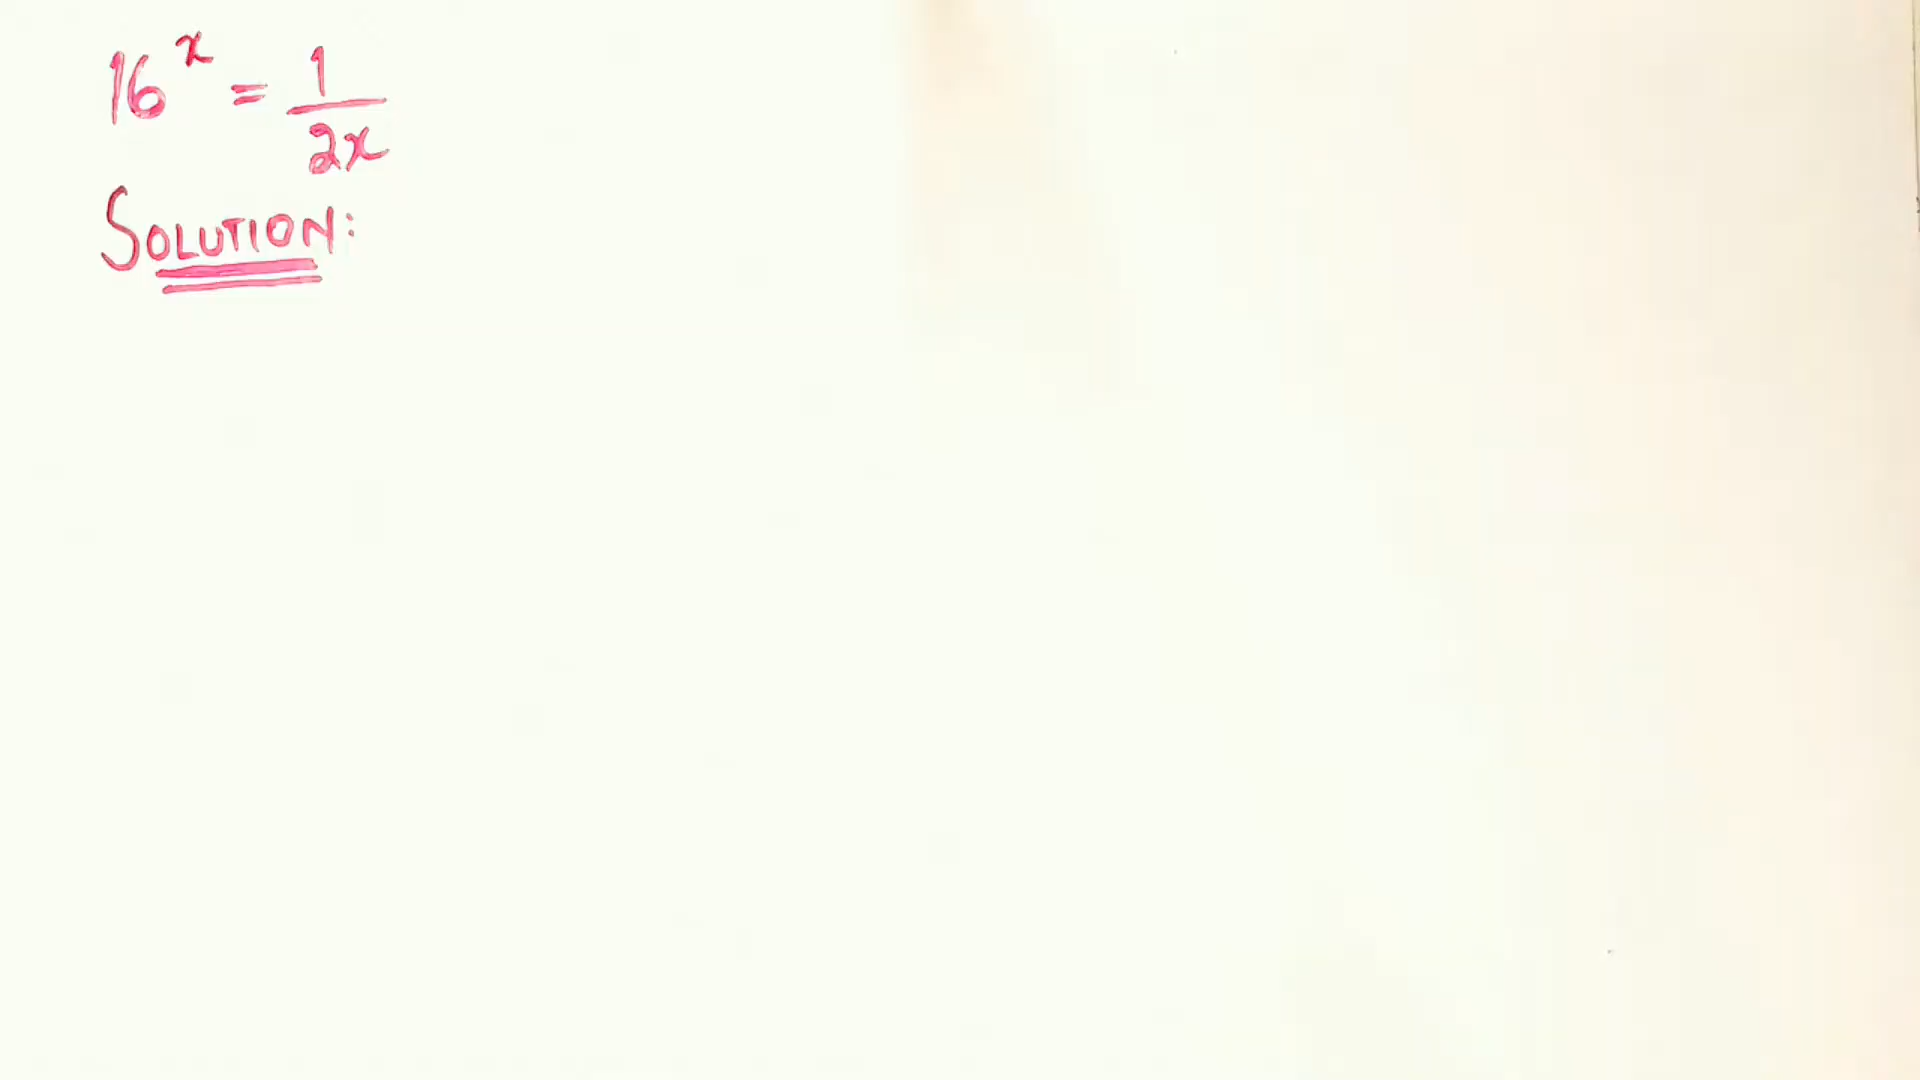 16^x = 1/2x
SOLUTION: